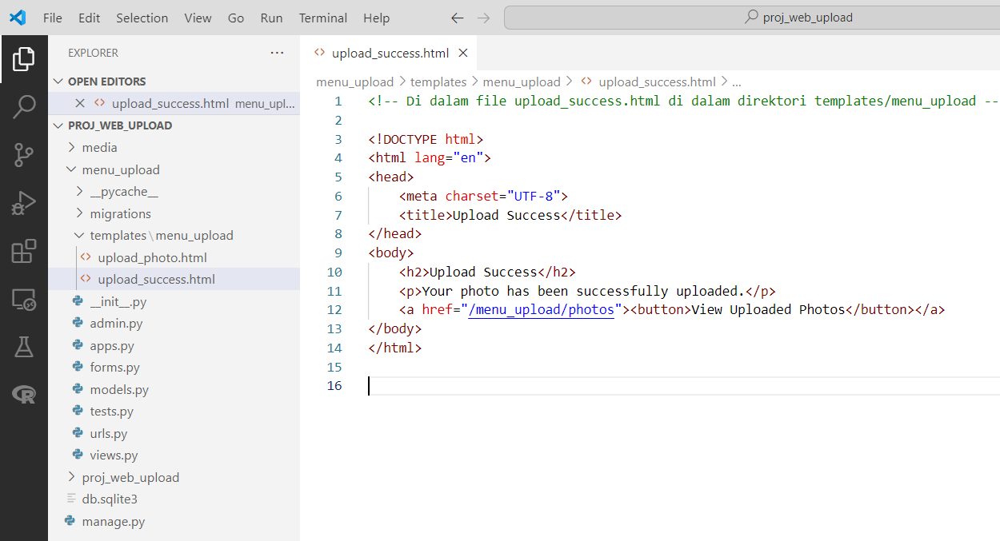 File Edit Selection View Go Run Terminal Help proj_web_upload
EXPLORER ...
OPEN EDITORS
upload_success.html menu_upl...
PROJ_WEB_UPLOAD
media
menu_upload
__pycache__
migrations
templates\menu_upload
upload_photo.html
upload_success.html
__init__.py
admin.py
apps.py
forms.py
models.py
tests.py
urls.py
views.py
proj_web_upload
db.sqlite3
manage.py
upload_success.html
menu_upload > templates > menu_upload > <> upload_success.html > ...
1 <!-- Di dalam file upload_success.html di dalam direktori templates/menu_upload --
2
3 <!DOCTYPE html>
4 <html lang="en">
5 <head>
6     <meta charset="UTF-8">
7     <title>Upload Success</title>
8 </head>
9 <body>
10     <h2>Upload Success</h2>
11     <p>Your photo has been successfully uploaded.</p>
12     <a href="/menu_upload/photos"><button>View Uploaded Photos</button></a>
13 </body>
14 </html>
15
16